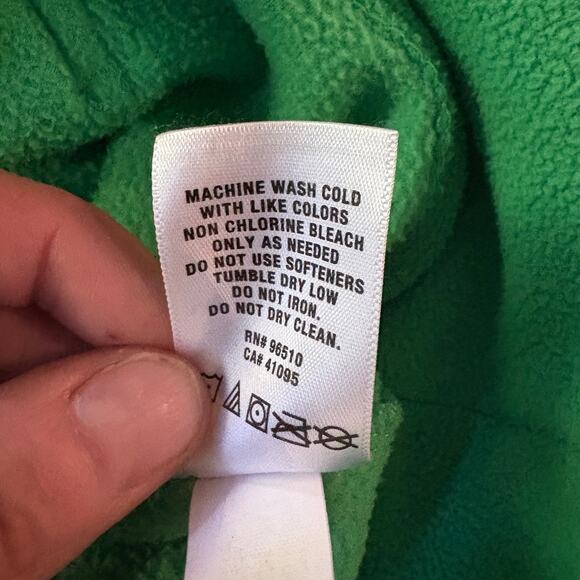 MACHINE WASH COLD
WITH LIKE COLORS
NON CHLORINE BLEACH
ONLY AS NEEDED
DO NOT USE SOFTENERS
TUMBLE DRY LOW
DO NOT IRON.
DO NOT DRY CLEAN.
RN# 96510
CA# 41095